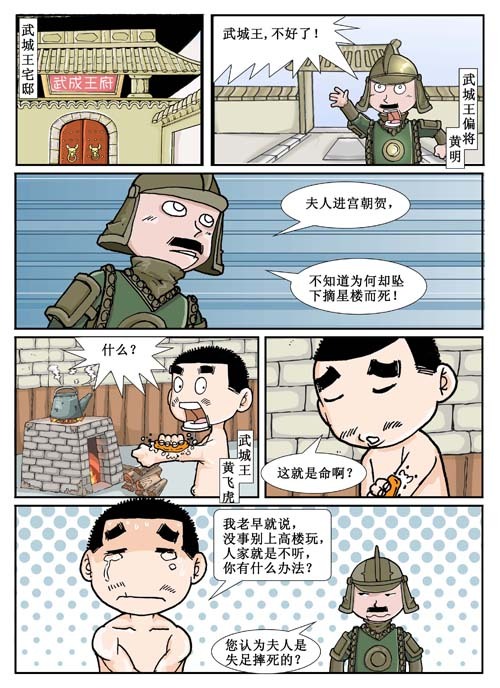 武城王宅邸
武成王府
武城王,不好了!
武城王偏将
黄明
夫人进宫朝贺,
不知道为何却坠
下摘星楼而死!
什么?
武城王
黄飞虎
这就是命啊?
我老早就说,
没事别上高楼玩,
人家就是不听,
你有什么办法?
您认为夫人是
失足摔死的?